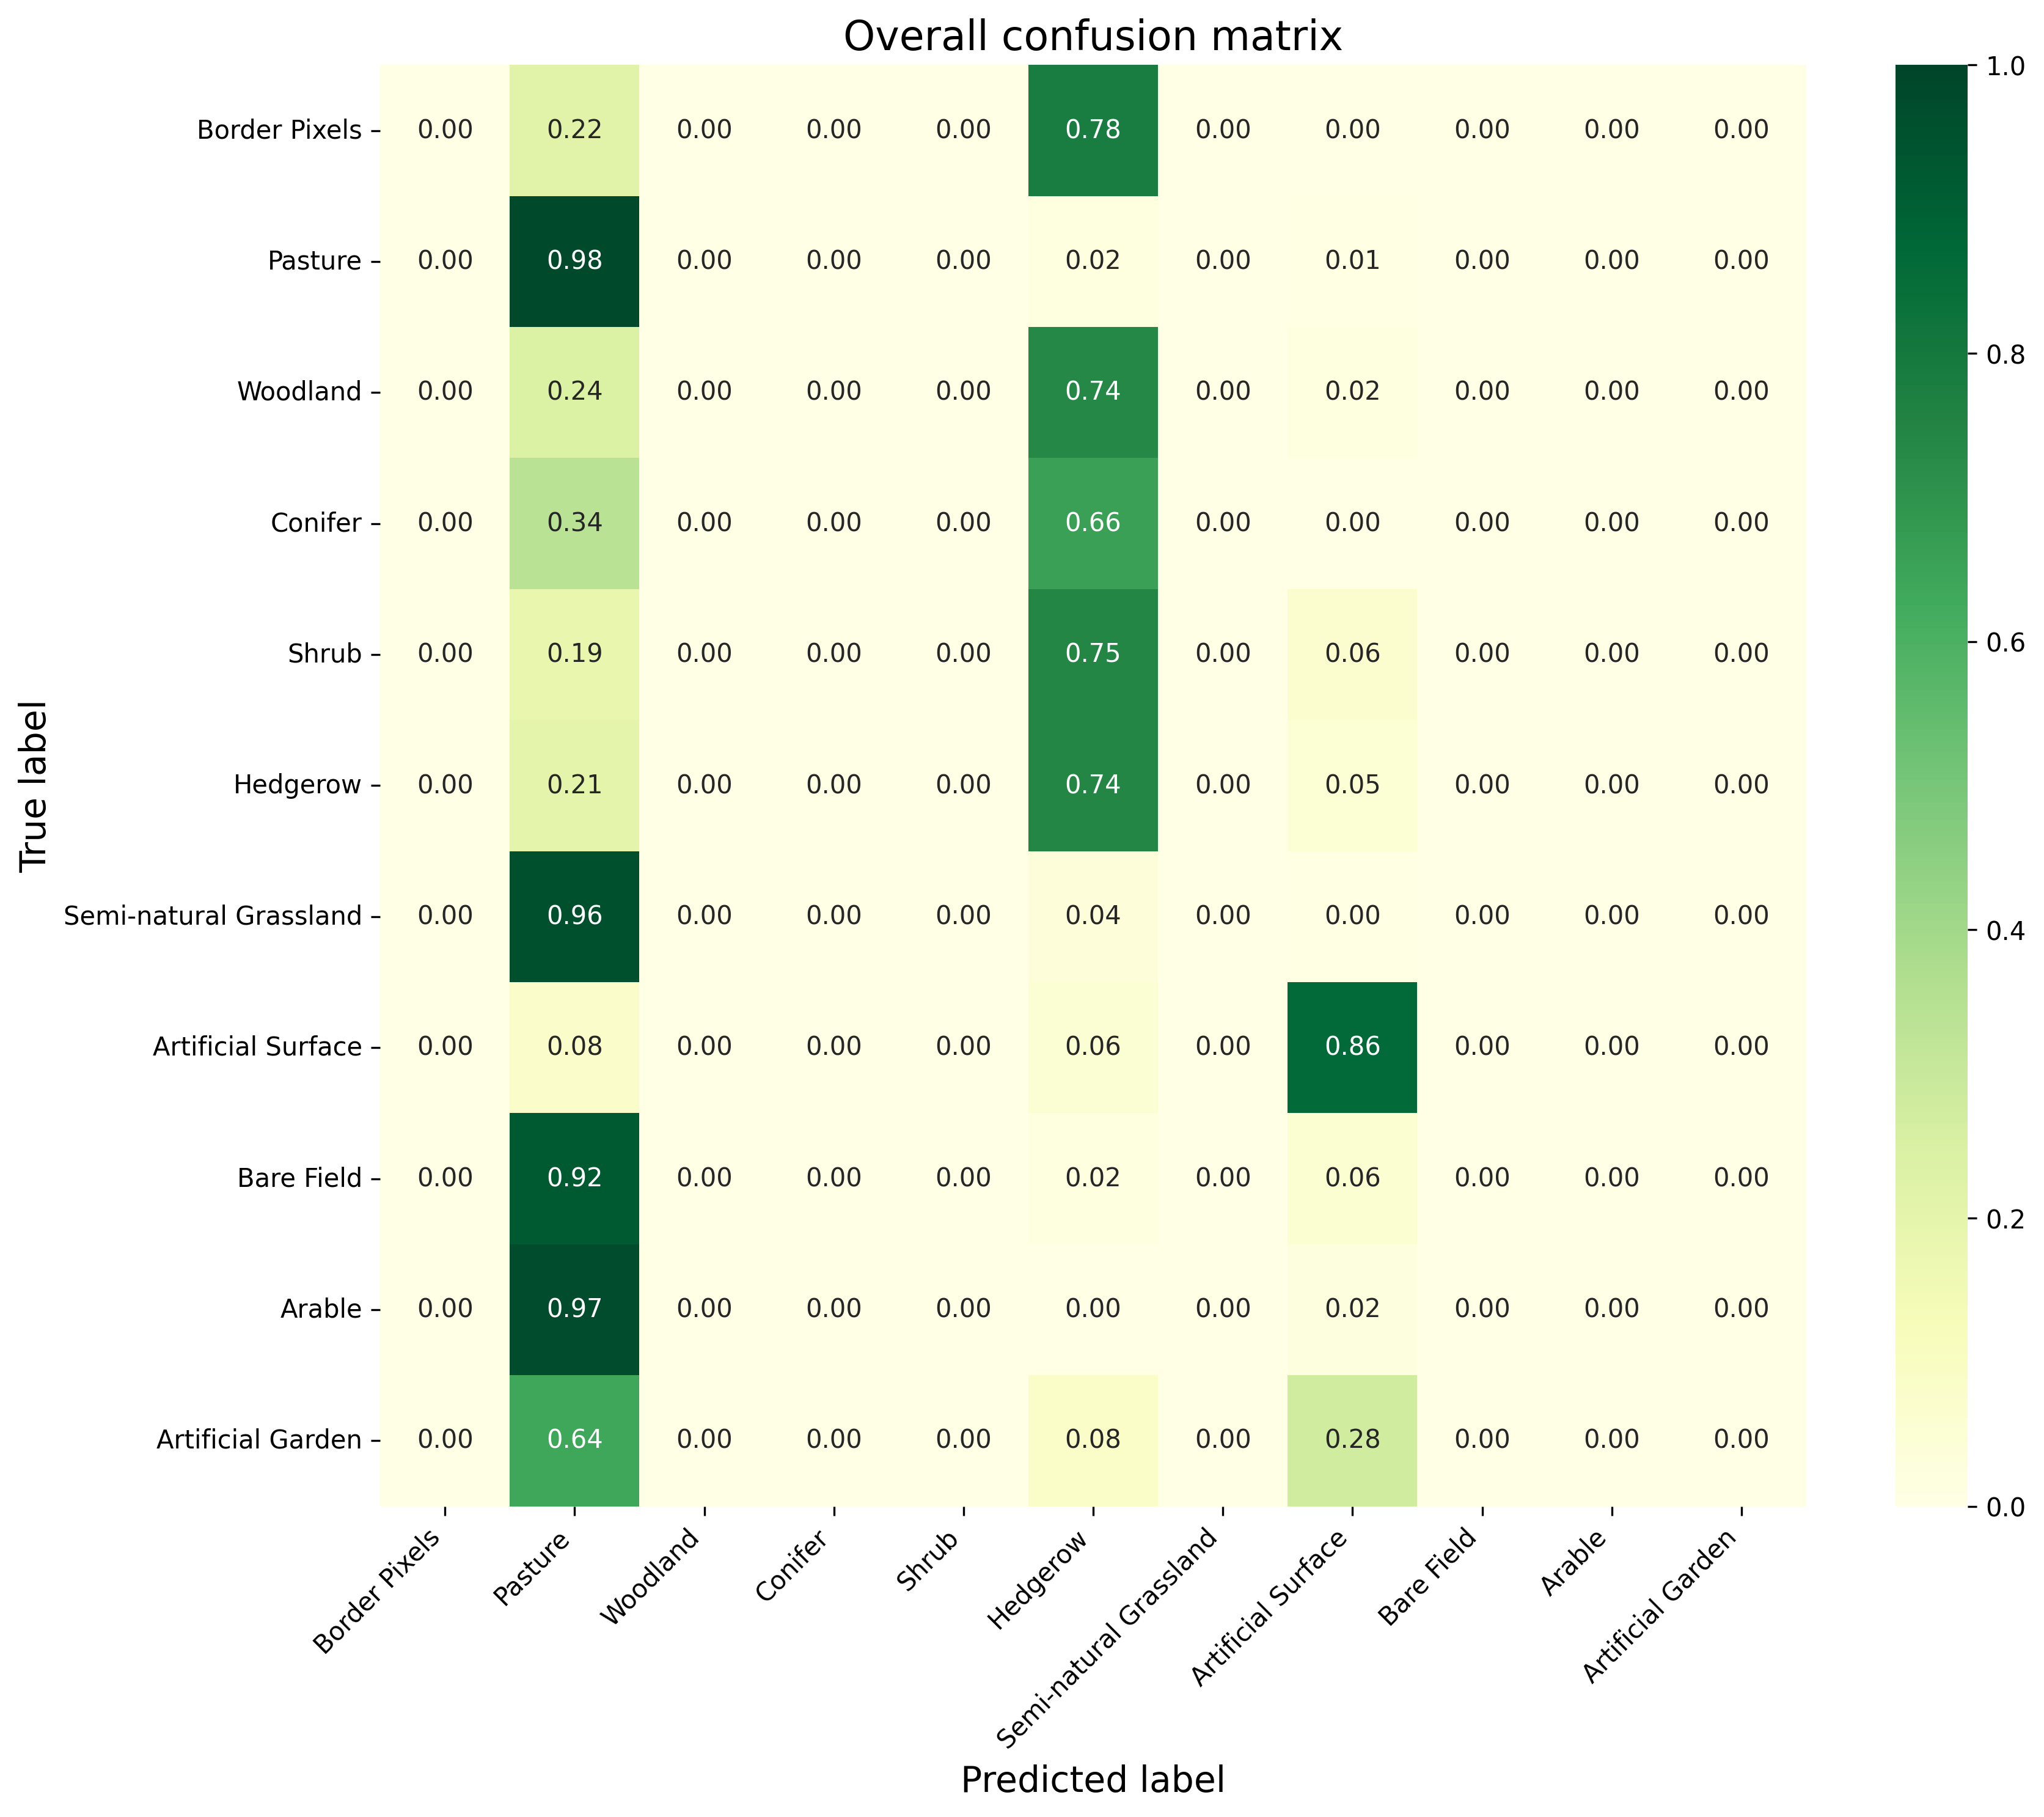 Overall confusion matrix
True label
Border Pixels 0.00 0.22 0.00 0.00 0.00 0.78 0.00 0.00 0.00 0.00 0.00
Pasture 0.00 0.98 0.00 0.00 0.00 0.02 0.00 0.01 0.00 0.00 0.00
Woodland 0.00 0.24 0.00 0.00 0.00 0.74 0.00 0.02 0.00 0.00 0.00
Conifer 0.00 0.34 0.00 0.00 0.00 0.66 0.00 0.00 0.00 0.00 0.00
Shrub 0.00 0.19 0.00 0.00 0.00 0.75 0.00 0.06 0.00 0.00 0.00
Hedgerow 0.00 0.21 0.00 0.00 0.00 0.74 0.00 0.05 0.00 0.00 0.00
Semi-natural Grassland 0.00 0.96 0.00 0.00 0.00 0.04 0.00 0.00 0.00 0.00 0.00
Artificial Surface 0.00 0.08 0.00 0.00 0.00 0.06 0.00 0.86 0.00 0.00 0.00
Bare Field 0.00 0.92 0.00 0.00 0.00 0.02 0.00 0.06 0.00 0.00 0.00
Arable 0.00 0.97 0.00 0.00 0.00 0.00 0.00 0.02 0.00 0.00 0.00
Artificial Garden 0.00 0.64 0.00 0.00 0.00 0.08 0.00 0.28 0.00 0.00 0.00
Border Pixels
Pasture
Woodland
Conifer
Shrub
Hedgerow
Semi-natural Grassland
Artificial Surface
Bare Field
Arable
Artificial Garden
Predicted label
1.0
0.8
0.6
0.4
0.2
0.0